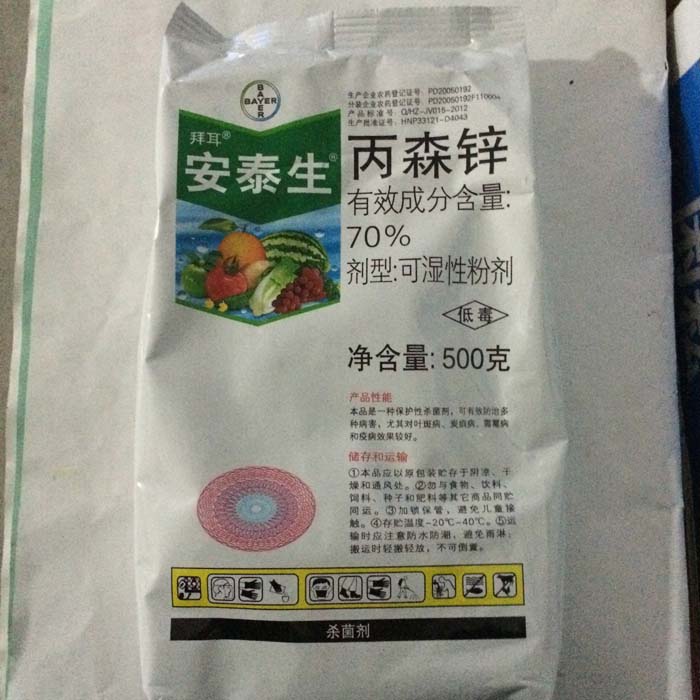 BAYER
BAYER
生产企业农药登记证号: PD20050192
分装企业农药登记证号: PD20050192F110004
产品标准号: Q/HZ-JV016-2012
生产批准证号: HNP33121-D4043
拜耳®
安泰生®
丙森锌
有效成分含量:
70%
剂型:可湿性粉剂
低毒
净含量: 500克
产品性能
本品是一种保护性杀菌剂，可有效防治多
种病害，尤其对叶斑病、炭疽病、霜霉病
和疫病效果较好。
储存和运输
①本品应以原包装贮存于阴凉、干
燥和通风处。②勿与食物、饮料、
饲料、种子和肥料等其它商品同贮
同运。③加锁保管，避免儿童接
触。④存贮温度-20℃~40℃。⑤运
输时应注意防水防潮，避免雨淋；
搬运时轻搬轻放，不可倒置。
杀菌剂